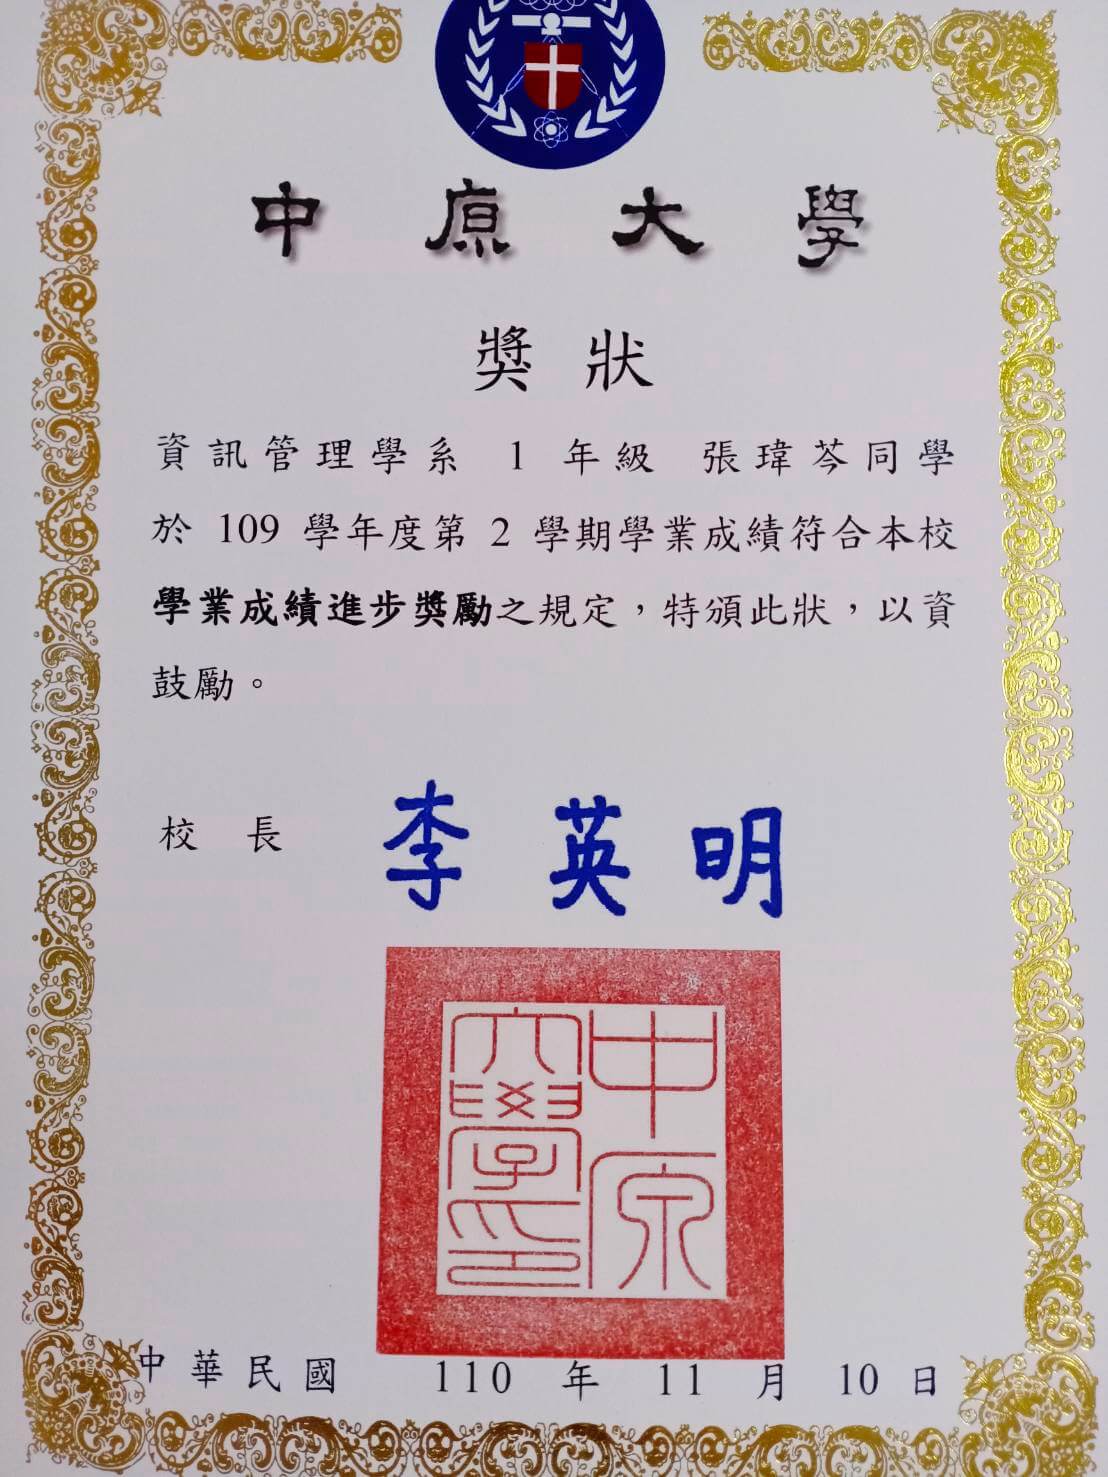 中原大學
獎狀
資訊管理學系 1 年級 張瑋芩同學
於 109 學年度第 2 學期學業成績符合本校
學業成績進步獎勵之規定，特頒此狀，以資
鼓勵。
校長 李英明
中原大學印
中華民國 110 年 11 月 10 日